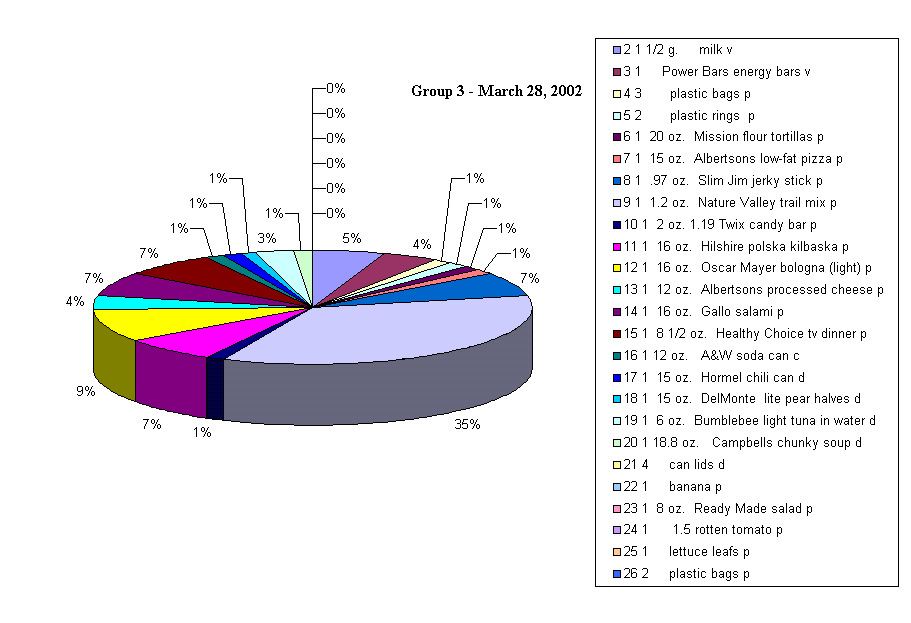 Group 3 - March 28, 2002
0%
0%
0%
0%
0%
0%
1%
1%
1%
1%
3%
5%
4%
1%
1%
1%
1%
7%
7%
7%
4%
9%
7%
1%
35%
2 1 1/2 g. milk v
3 1 Power Bars energy bars v
4 3 plastic bags p
5 2 plastic rings p
6 1 20 oz. Mission flour tortillas p
7 1 15 oz. Albertsons low-fat pizza p
8 1 .97 oz. Slim Jim jerky stick p
9 1 1.2 oz. Nature Valley trail mix p
10 1 2 oz. 1.19 Twix candy bar p
11 1 16 oz. Hilshire polska kilbaska p
12 1 16 oz. Oscar Mayer bologna (light) p
13 1 12 oz. Albertsons processed cheese p
14 1 16 oz. Gallo salami p
15 1 8 1/2 oz. Healthy Choice tv dinner p
16 1 12 oz. A&W soda can c
17 1 15 oz. Hormel chili can d
18 1 15 oz. DelMonte lite pear halves d
19 1 6 oz. Bumblebee light tuna in water d
20 1 18.8 oz. Campbells chunky soup d
21 4 can lids d
22 1 banana p
23 1 8 oz. Ready Made salad p
24 1 1.5 rotten tomato p
25 1 lettuce leafs p
26 2 plastic bags p